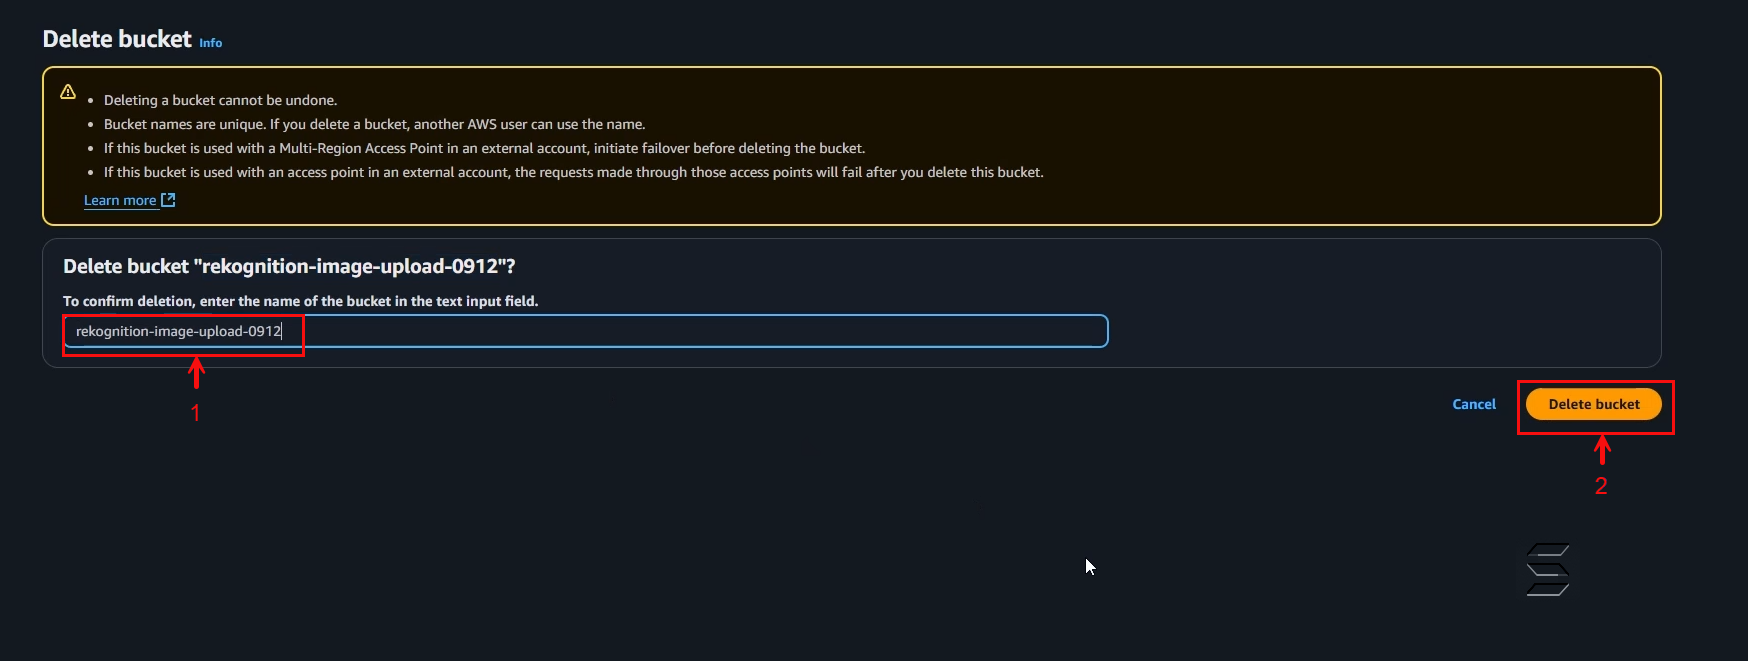 Delete bucket Info
Deleting a bucket cannot be undone.
Bucket names are unique. If you delete a bucket, another AWS user can use the name.
If this bucket is used with a Multi-Region Access Point in an external account, initiate failover before deleting the bucket.
If this bucket is used with an access point in an external account, the requests made through those access points will fail after you delete this bucket.
Learn more
Delete bucket "rekognition-image-upload-0912"?
To confirm deletion, enter the name of the bucket in the text input field.
rekognition-image-upload-0912
1
Cancel Delete bucket
2